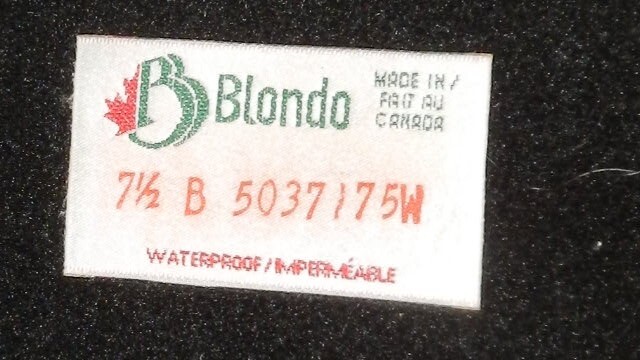 B Blondo
MADE IN /
FAIT AU
CANADA
7½ B 5037175W
WATERPROOF/IMPERMÉABLE